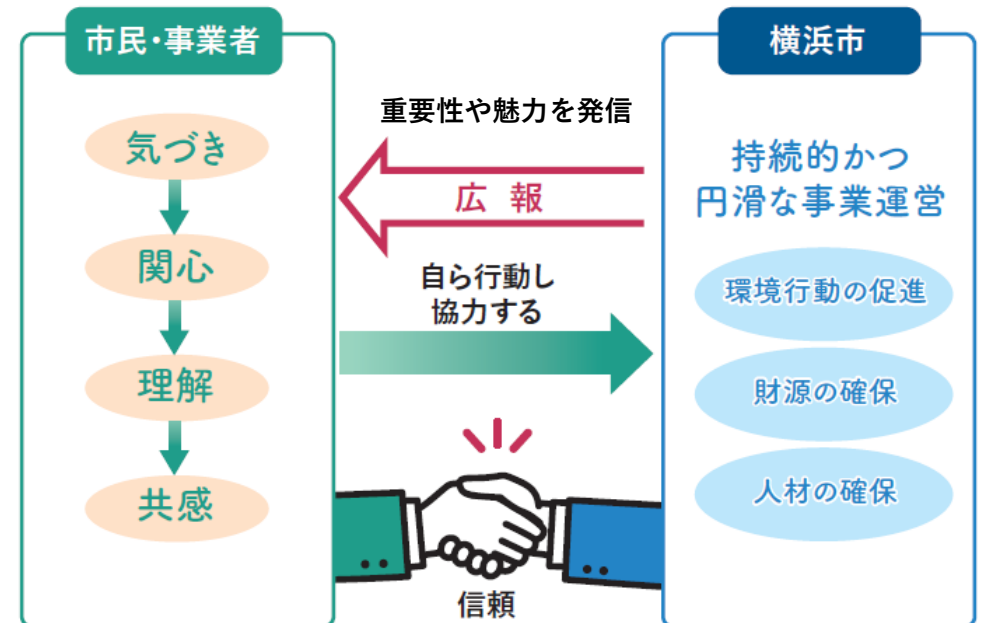 市民・事業者
気づき
関心
理解
共感
重要性や魅力を発信
広報
自ら行動し
協力する
信頼
横浜市
持続的かつ
円滑な事業運営
環境行動の促進
財源の確保
人材の確保